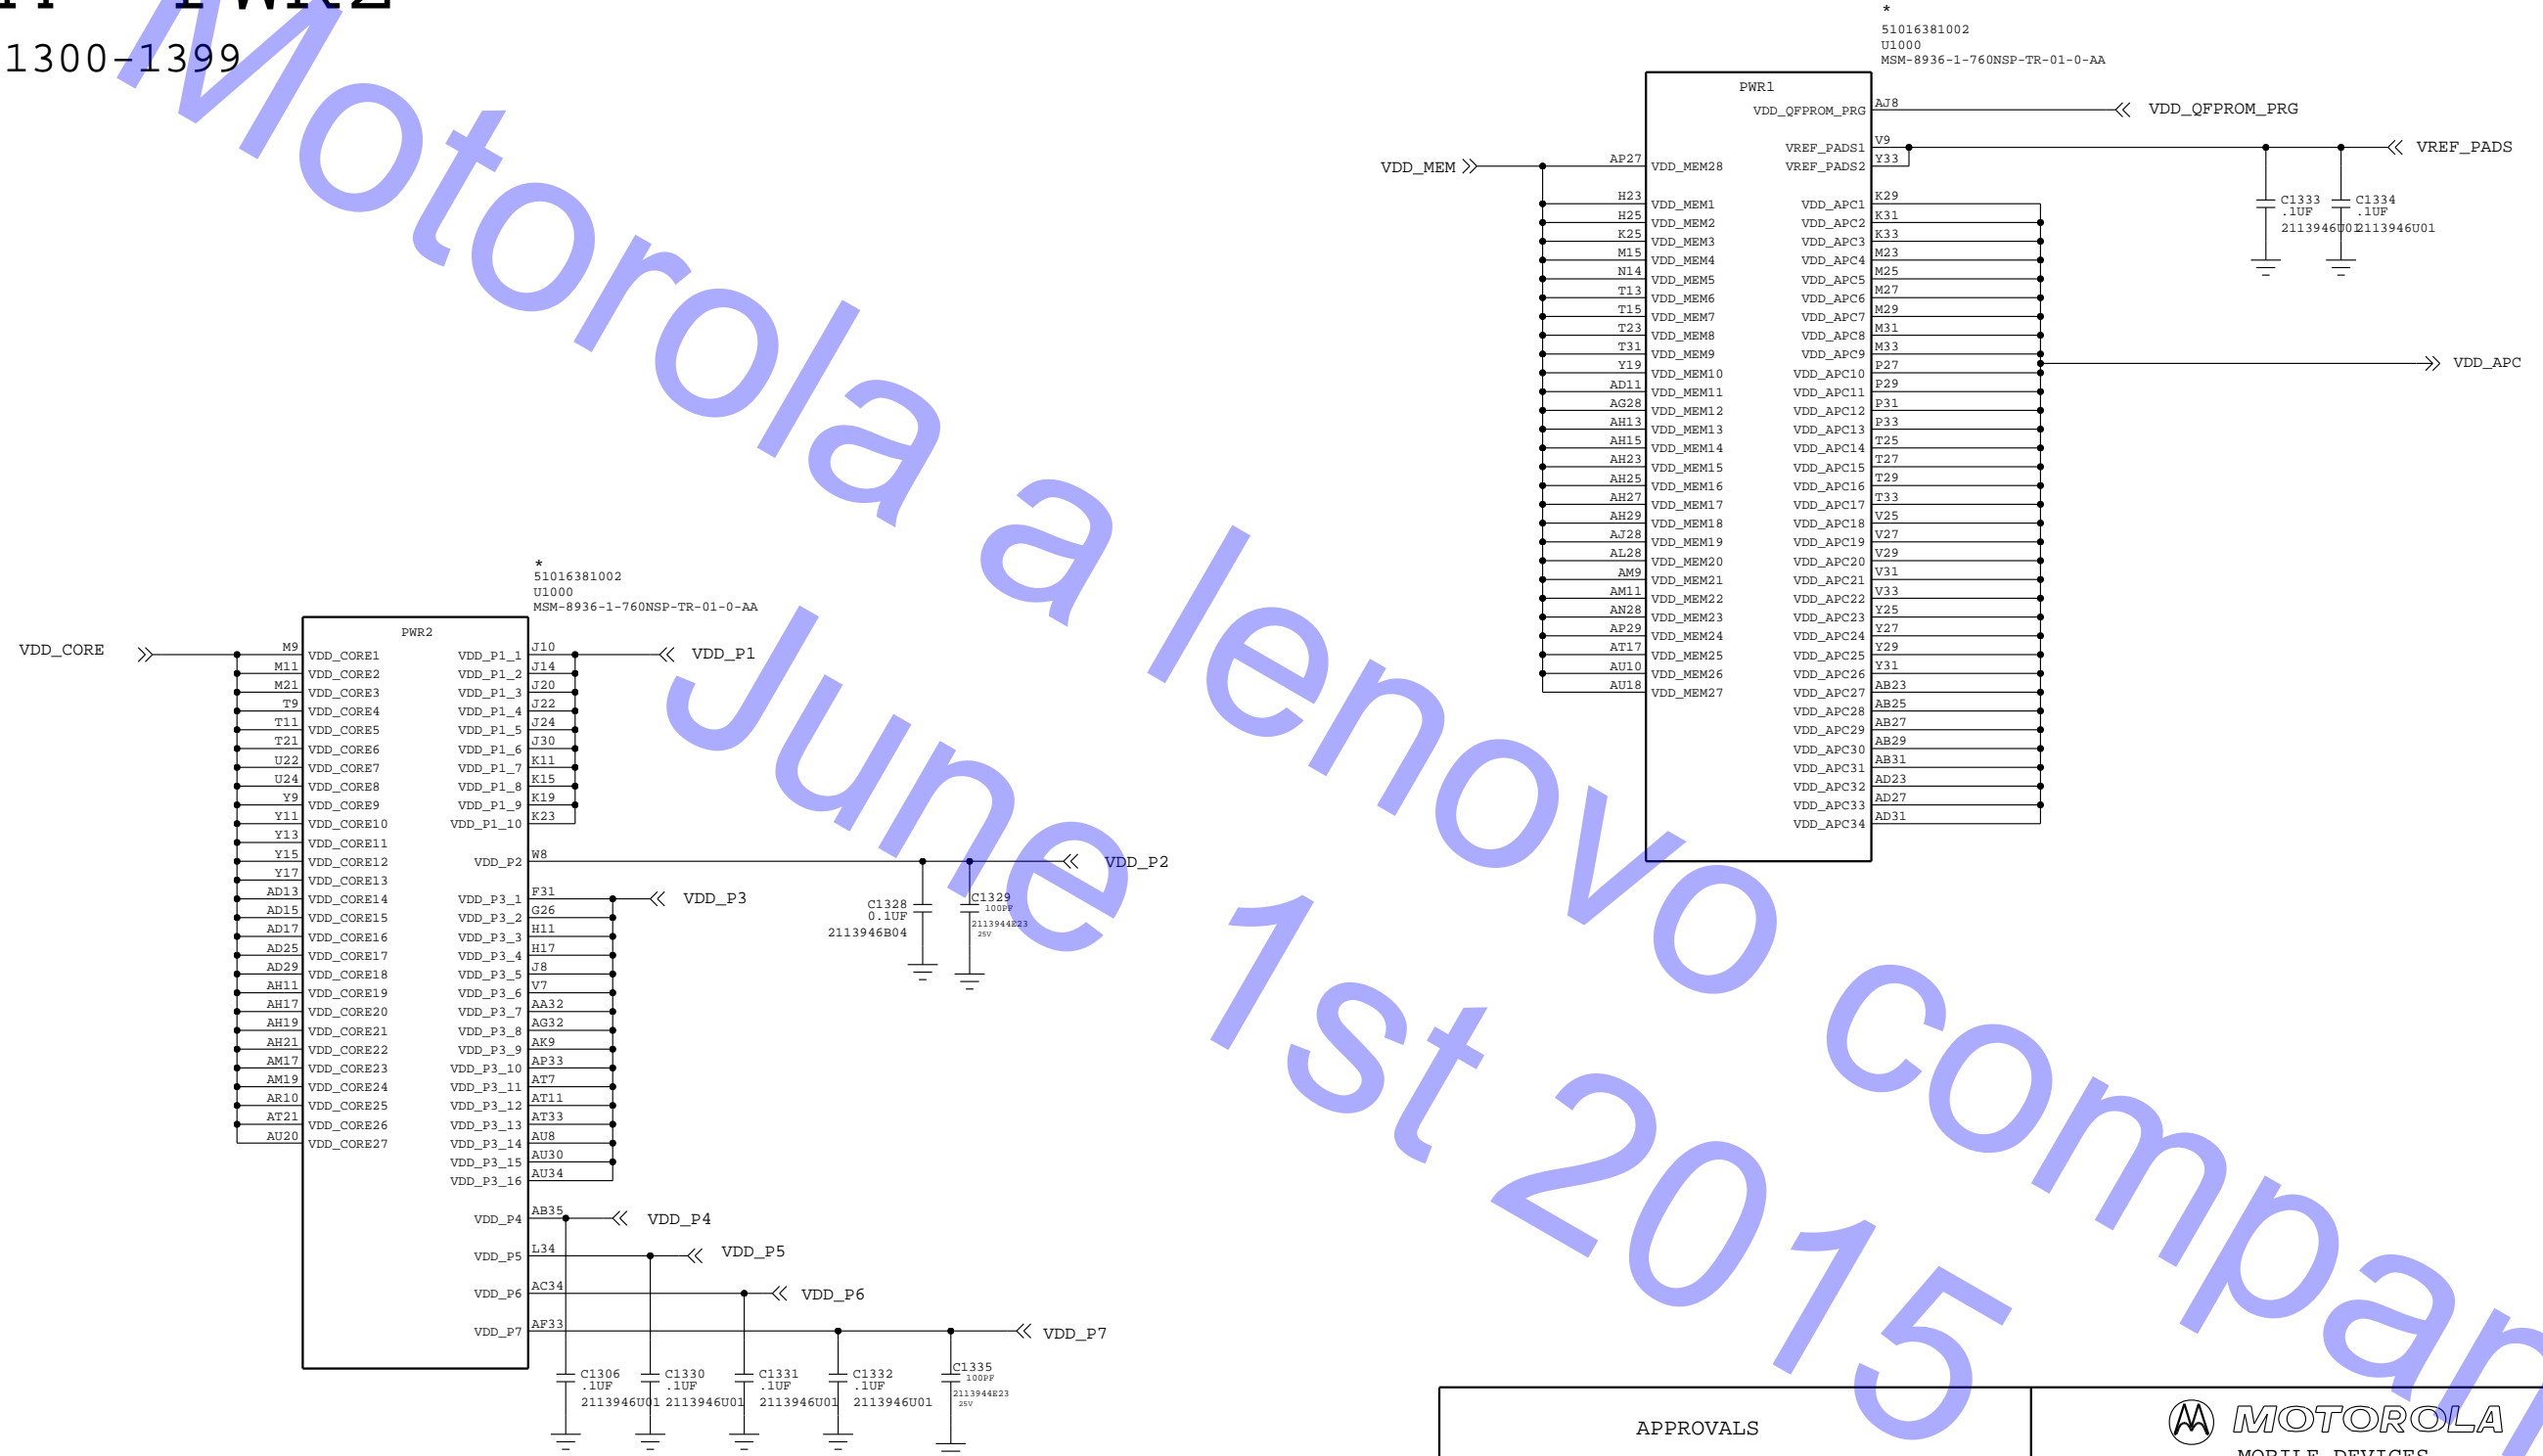 PWR2
1300-1399
Motorola a lenovo compan
June 1st 2015
*
51016381002
U1000
MSM-8936-1-760NSP-TR-01-0-AA
PWR1
VDD_MEM
AP27 VDD_MEM28
H23 VDD_MEM1
H25 VDD_MEM2
K25 VDD_MEM3
M15 VDD_MEM4
N14 VDD_MEM5
T13 VDD_MEM6
T15 VDD_MEM7
T23 VDD_MEM8
T31 VDD_MEM9
Y19 VDD_MEM10
AD11 VDD_MEM11
AG28 VDD_MEM12
AH13 VDD_MEM13
AH15 VDD_MEM14
AH23 VDD_MEM15
AH25 VDD_MEM16
AH27 VDD_MEM17
AH29 VDD_MEM18
AJ28 VDD_MEM19
AL28 VDD_MEM20
AM9 VDD_MEM21
AM11 VDD_MEM22
AN28 VDD_MEM23
AP29 VDD_MEM24
AT17 VDD_MEM25
AU10 VDD_MEM26
AU18 VDD_MEM27
VDD_QFPROM_PRG AJ8 VDD_QFPROM_PRG
VREF_PADS1 V9 VREF_PADS
VREF_PADS2 Y33
C1333
.1UF
2113946U01
C1334
.1UF
2113946U01
VDD_APC1 K29
VDD_APC2 K31
VDD_APC3 K33
VDD_APC4 M23
VDD_APC5 M25
VDD_APC6 M27
VDD_APC7 M29
VDD_APC8 M31
VDD_APC9 M33
VDD_APC
VDD_APC10 P27
VDD_APC11 P29
VDD_APC12 P31
VDD_APC13 P33
VDD_APC14 T25
VDD_APC15 T27
VDD_APC16 T29
VDD_APC17 T33
VDD_APC18 V25
VDD_APC19 V27
VDD_APC20 V29
VDD_APC21 V31
VDD_APC22 V33
VDD_APC23 Y25
VDD_APC24 Y27
VDD_APC25 Y29
VDD_APC26 Y31
VDD_APC27 AB23
VDD_APC28 AB25
VDD_APC29 AB27
VDD_APC30 AB29
VDD_APC31 AB31
VDD_APC32 AD23
VDD_APC33 AD27
VDD_APC34 AD31
*
51016381002
U1000
MSM-8936-1-760NSP-TR-01-0-AA
PWR2
VDD_CORE
M9 VDD_CORE1
M11 VDD_CORE2
M21 VDD_CORE3
T9 VDD_CORE4
T11 VDD_CORE5
T21 VDD_CORE6
U22 VDD_CORE7
U24 VDD_CORE8
Y9 VDD_CORE9
Y11 VDD_CORE10
Y13 VDD_CORE11
Y15 VDD_CORE12
Y17 VDD_CORE13
AD13 VDD_CORE14
AD15 VDD_CORE15
AD17 VDD_CORE16
AD25 VDD_CORE17
AD29 VDD_CORE18
AH11 VDD_CORE19
AH17 VDD_CORE20
AH19 VDD_CORE21
AH21 VDD_CORE22
AM17 VDD_CORE23
AM19 VDD_CORE24
AR10 VDD_CORE25
AT21 VDD_CORE26
AU20 VDD_CORE27
VDD_P1_1 J10 VDD_P1
VDD_P1_2 J14
VDD_P1_3 J20
VDD_P1_4 J22
VDD_P1_5 J24
VDD_P1_6 J30
VDD_P1_7 K11
VDD_P1_8 K15
VDD_P1_9 K19
VDD_P1_10 K23
VDD_P2 W8 VDD_P2
C1328
0.1UF
2113946B04
C1329
100PF
2113944E23
25V
VDD_P3_1 F31 VDD_P3
VDD_P3_2 G26
VDD_P3_3 H11
VDD_P3_4 H17
VDD_P3_5 J8
VDD_P3_6 V7
VDD_P3_7 AA32
VDD_P3_8 AG32
VDD_P3_9 AK9
VDD_P3_10 AP33
VDD_P3_11 AT7
VDD_P3_12 AT11
VDD_P3_13 AT33
VDD_P3_14 AU8
VDD_P3_15 AU30
VDD_P3_16 AU34
VDD_P4 AB35 VDD_P4
VDD_P5 L34 VDD_P5
VDD_P6 AC34 VDD_P6
VDD_P7 AF33 VDD_P7
C1306
.1UF
2113946U01
C1330
.1UF
2113946U01
C1331
.1UF
2113946U01
C1332
.1UF
2113946U01
C1335
100PF
2113944E23
25V
APPROVALS
MOTOROLA
MOBILE DEVICES